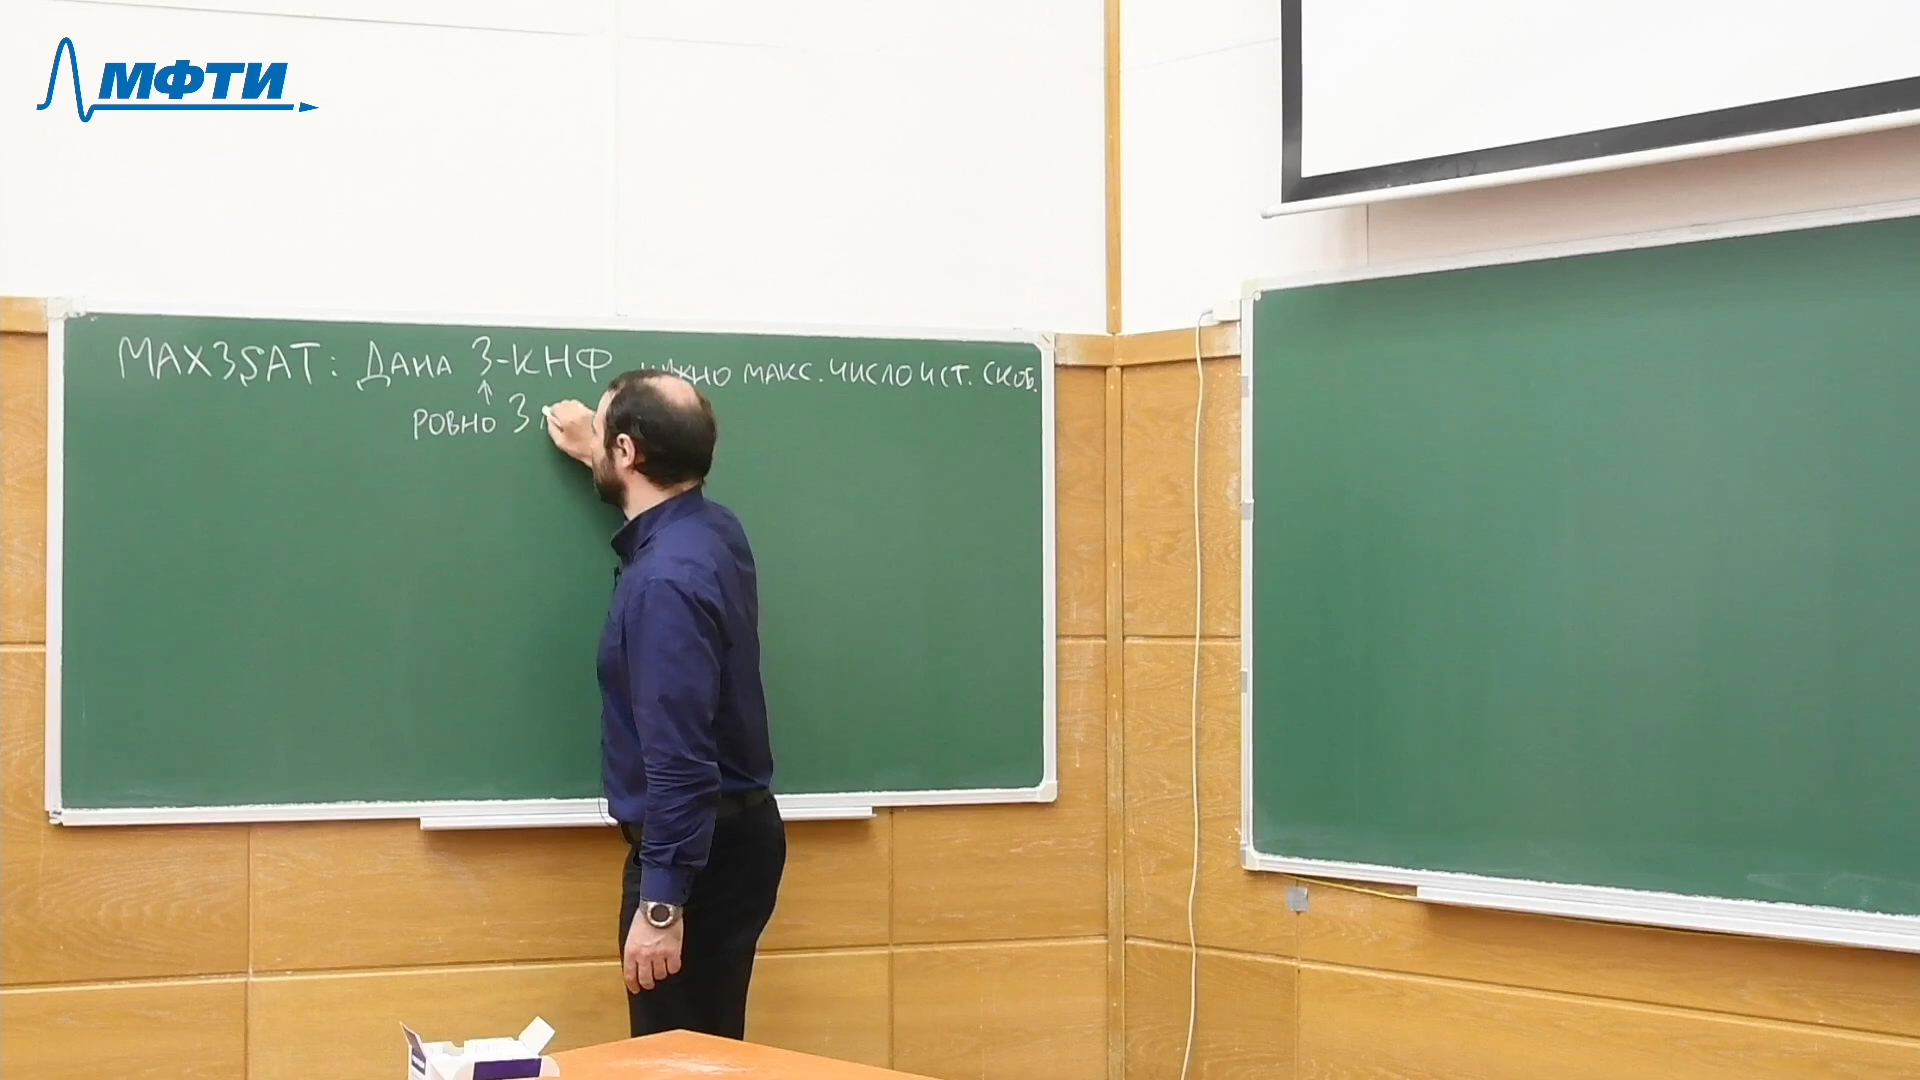 МФТИ
MAX3SAT: ДАНА 3-КНФ НУЖНО МАКС. ЧИСЛО ИСТ. СКОБ.
↑
РОВНО 3